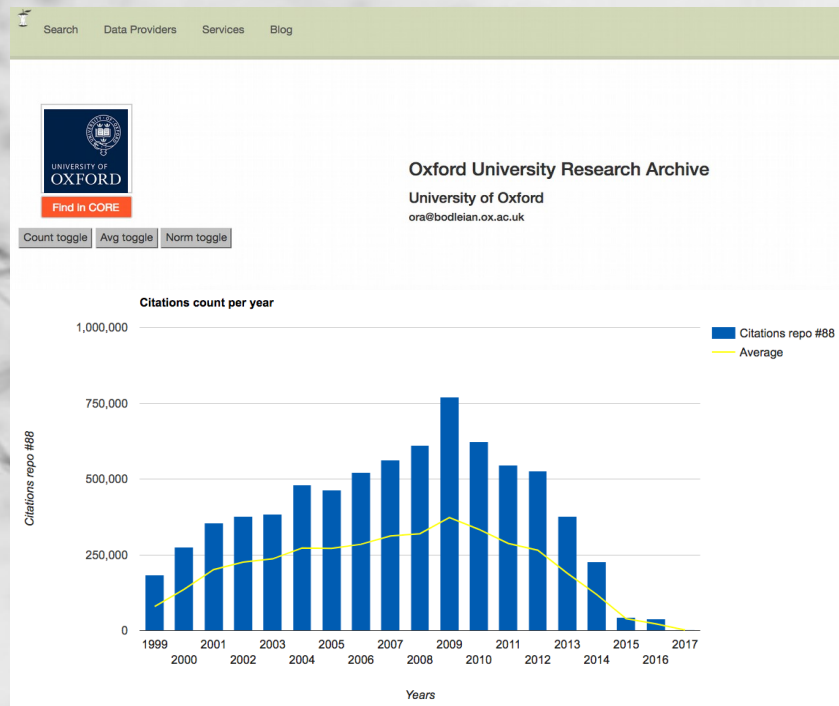 Search Data Providers Services Blog
UNIVERSITY OF
OXFORD
Find in CORE
Count toggle Avg toggle Norm toggle
Oxford University Research Archive
University of Oxford
ora@bodleian.ox.ac.uk
Citations count per year
Citations repo #88
Average
1,000,000
750,000
500,000
250,000
0
Citations repo #88
1999 2001 2003 2005 2007 2009 2011 2013 2015 2017
2000 2002 2004 2006 2008 2010 2012 2014 2016
Years